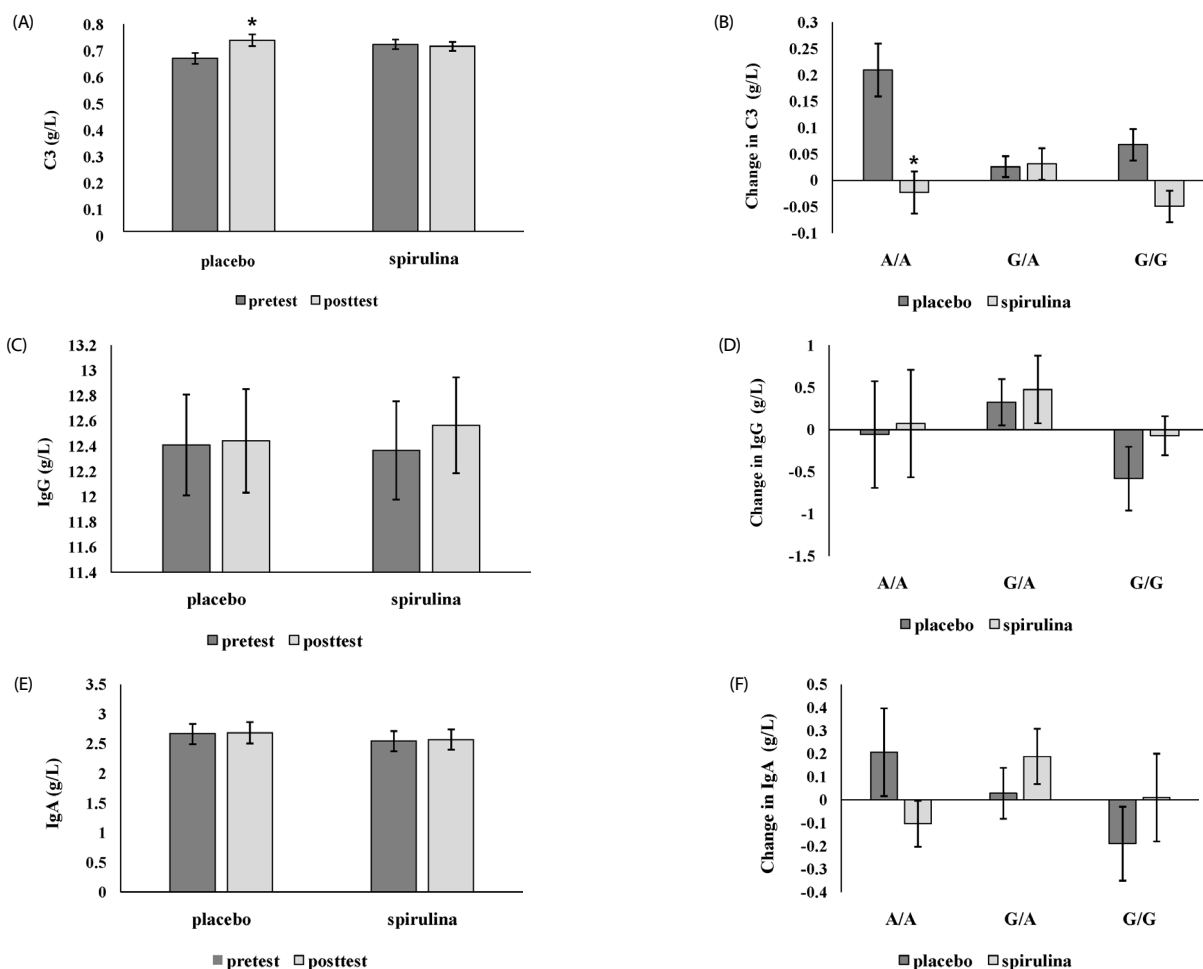 (A)
0.8
0.7
0.6
0.5
0.4
0.3
0.2
0.1
0
C3 (g/L)
*
placebo spirulina
pretest posttest
(B)
0.3
0.25
0.2
0.15
0.1
0.05
0
-0.05
-0.1
Change in C3 (g/L)
*
A/A G/A G/G
placebo spirulina
(C)
13.2
13
12.8
12.6
12.4
12.2
12
11.8
11.6
11.4
IgG (g/L)
placebo spirulina
pretest posttest
(D)
1
0.5
0
-0.5
-1
-1.5
Change in IgG (g/L)
A/A G/A G/G
placebo spirulina
(E)
3.5
3
2.5
2
1.5
1
0.5
0
IgA (g/L)
placebo spirulina
pretest posttest
(F)
0.5
0.4
0.3
0.2
0.1
0
-0.1
-0.2
-0.3
-0.4
Change in IgA (g/L)
A/A G/A G/G
placebo spirulina